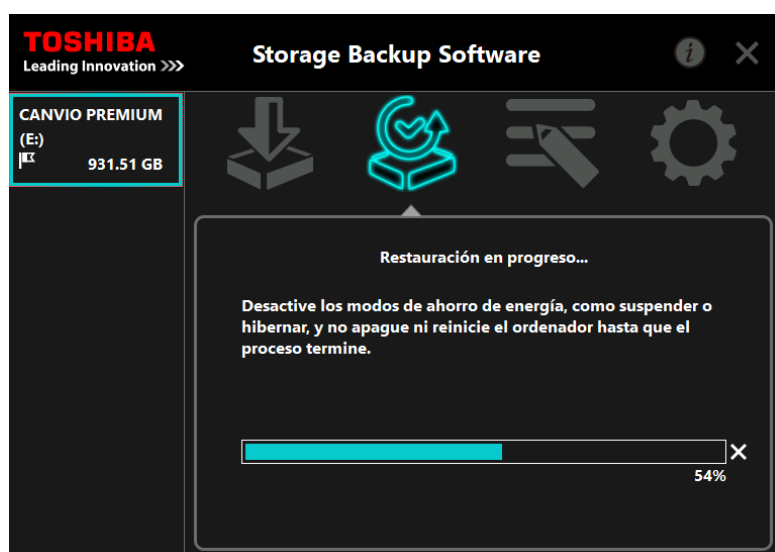 TOSHIBA
Leading Innovation >>>
Storage Backup Software
i
CANVIO PREMIUM
(E:)
931.51 GB
Restauración en progreso...
Desactive los modos de ahorro de energía, como suspender o
hibernar, y no apague ni reinicie el ordenador hasta que el
proceso termine.
54%